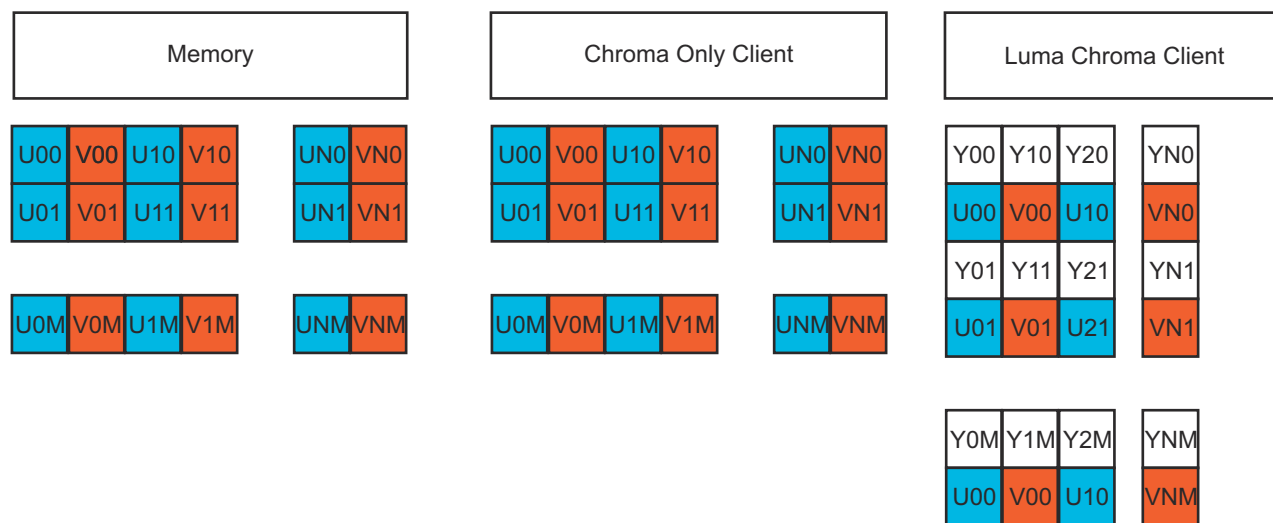 Memory
Chroma Only Client
Luma Chroma Client
U00 V00 U10 V10 UN0 VN0
U01 V01 U11 V11 UN1 VN1
U0M V0M U1M V1M UNM VNM
U00 V00 U10 V10 UN0 VN0
U01 V01 U11 V11 UN1 VN1
U0M V0M U1M V1M UNM VNM
Y00 Y10 Y20 YN0
U00 V00 U10 VN0
Y01 Y11 Y21 YN1
U01 V01 U21 VN1
Y0M Y1M Y2M YNM
U00 V00 U10 VNM